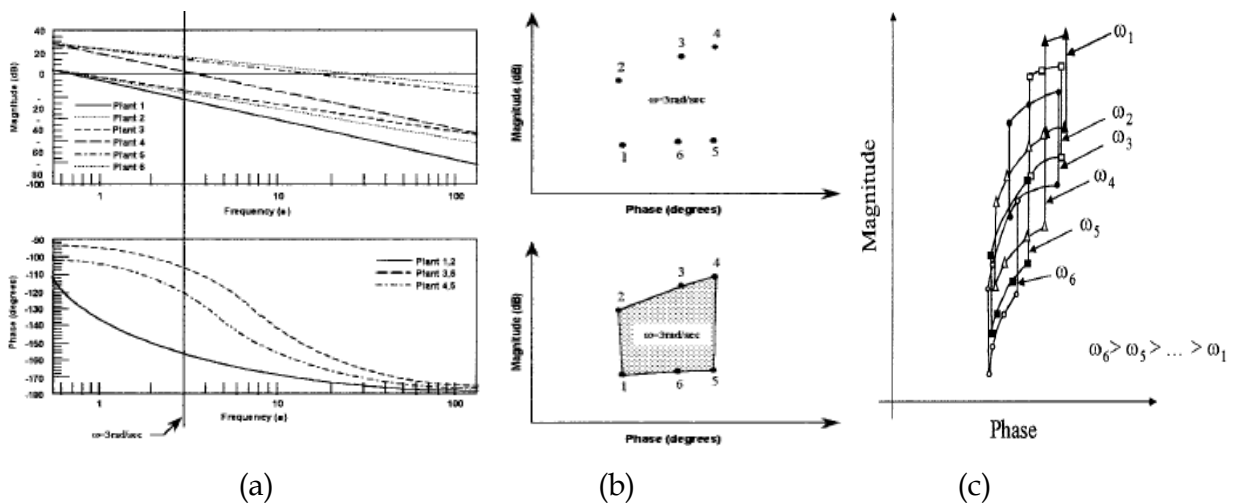 40
20
0
-
-
-
-100
Magnitude (dB)
Plant 1
Plant 2
Plant 3
Plant 4
Plant 5
Plant 6
1
10
100
Frequency (ω)
-90
-110
-120
-130
-150
-170
-180
Phase (degrees)
Plant 1,2
Plant 3,6
Plant 4,5
1
10
100
Frequency (ω)
ω=3rad/sec
(a)
Magnitude (dB)
1
2
3
4
5
6
ω=3rad/sec
Phase (degrees)
Magnitude (dB)
1
2
3
4
5
6
ω=3rad/sec
Phase (degrees)
(b)
Magnitude
ω1
ω2
ω3
ω4
ω5
ω6
ω6> ω5> ... > ω1
Phase
(c)